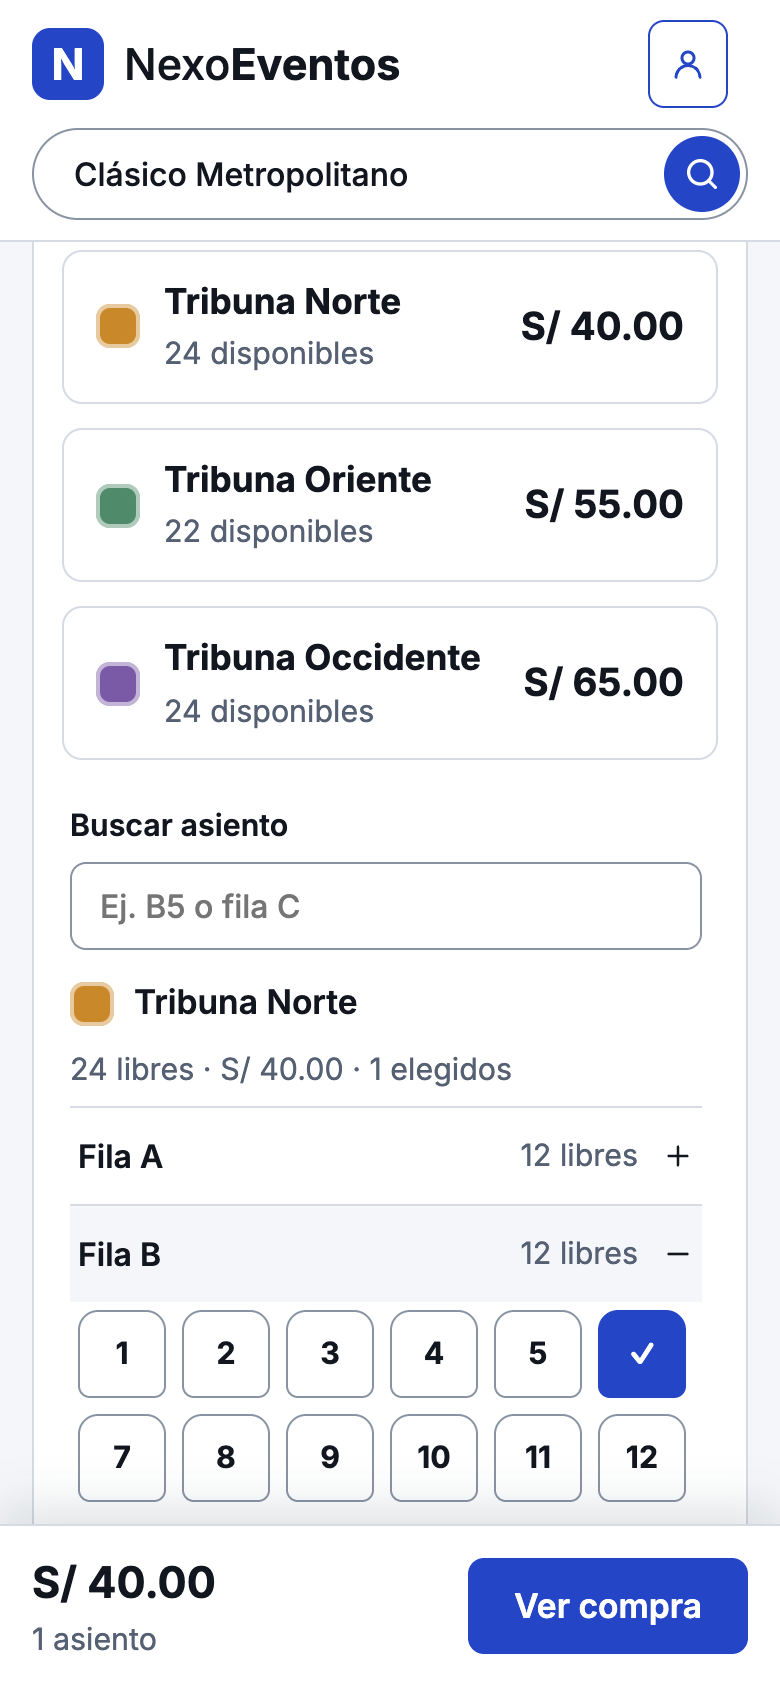 N NexoEventos
Clásico Metropolitano
Tribuna Norte
24 disponibles
S/ 40.00
Tribuna Oriente
22 disponibles
S/ 55.00
Tribuna Occidente
24 disponibles
S/ 65.00
Buscar asiento
Ej. B5 o fila C
Tribuna Norte
24 libres · S/ 40.00 · 1 elegidos
Fila A 12 libres +
Fila B 12 libres −
1 2 3 4 5 ✓
7 8 9 10 11 12
S/ 40.00
1 asiento
Ver compra